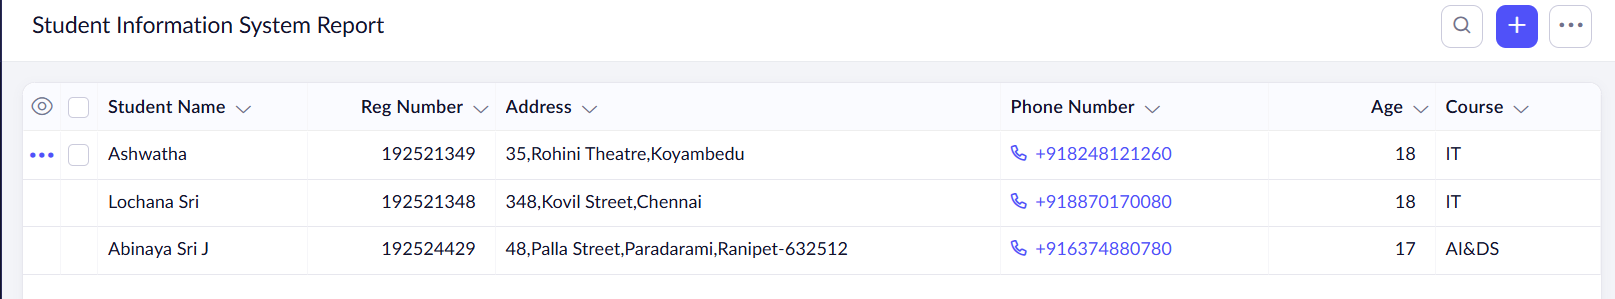 Student Information System Report
Student Name Reg Number Address Phone Number Age Course
Ashwatha 192521349 35,Rohini Theatre,Koyambedu +918248121260 18 IT
Lochana Sri 192521348 348,Kovil Street,Chennai +918870170080 18 IT
Abinaya Sri J 192524429 48,Palla Street,Paradarami,Ranipet-632512 +916374880780 17 AI&DS